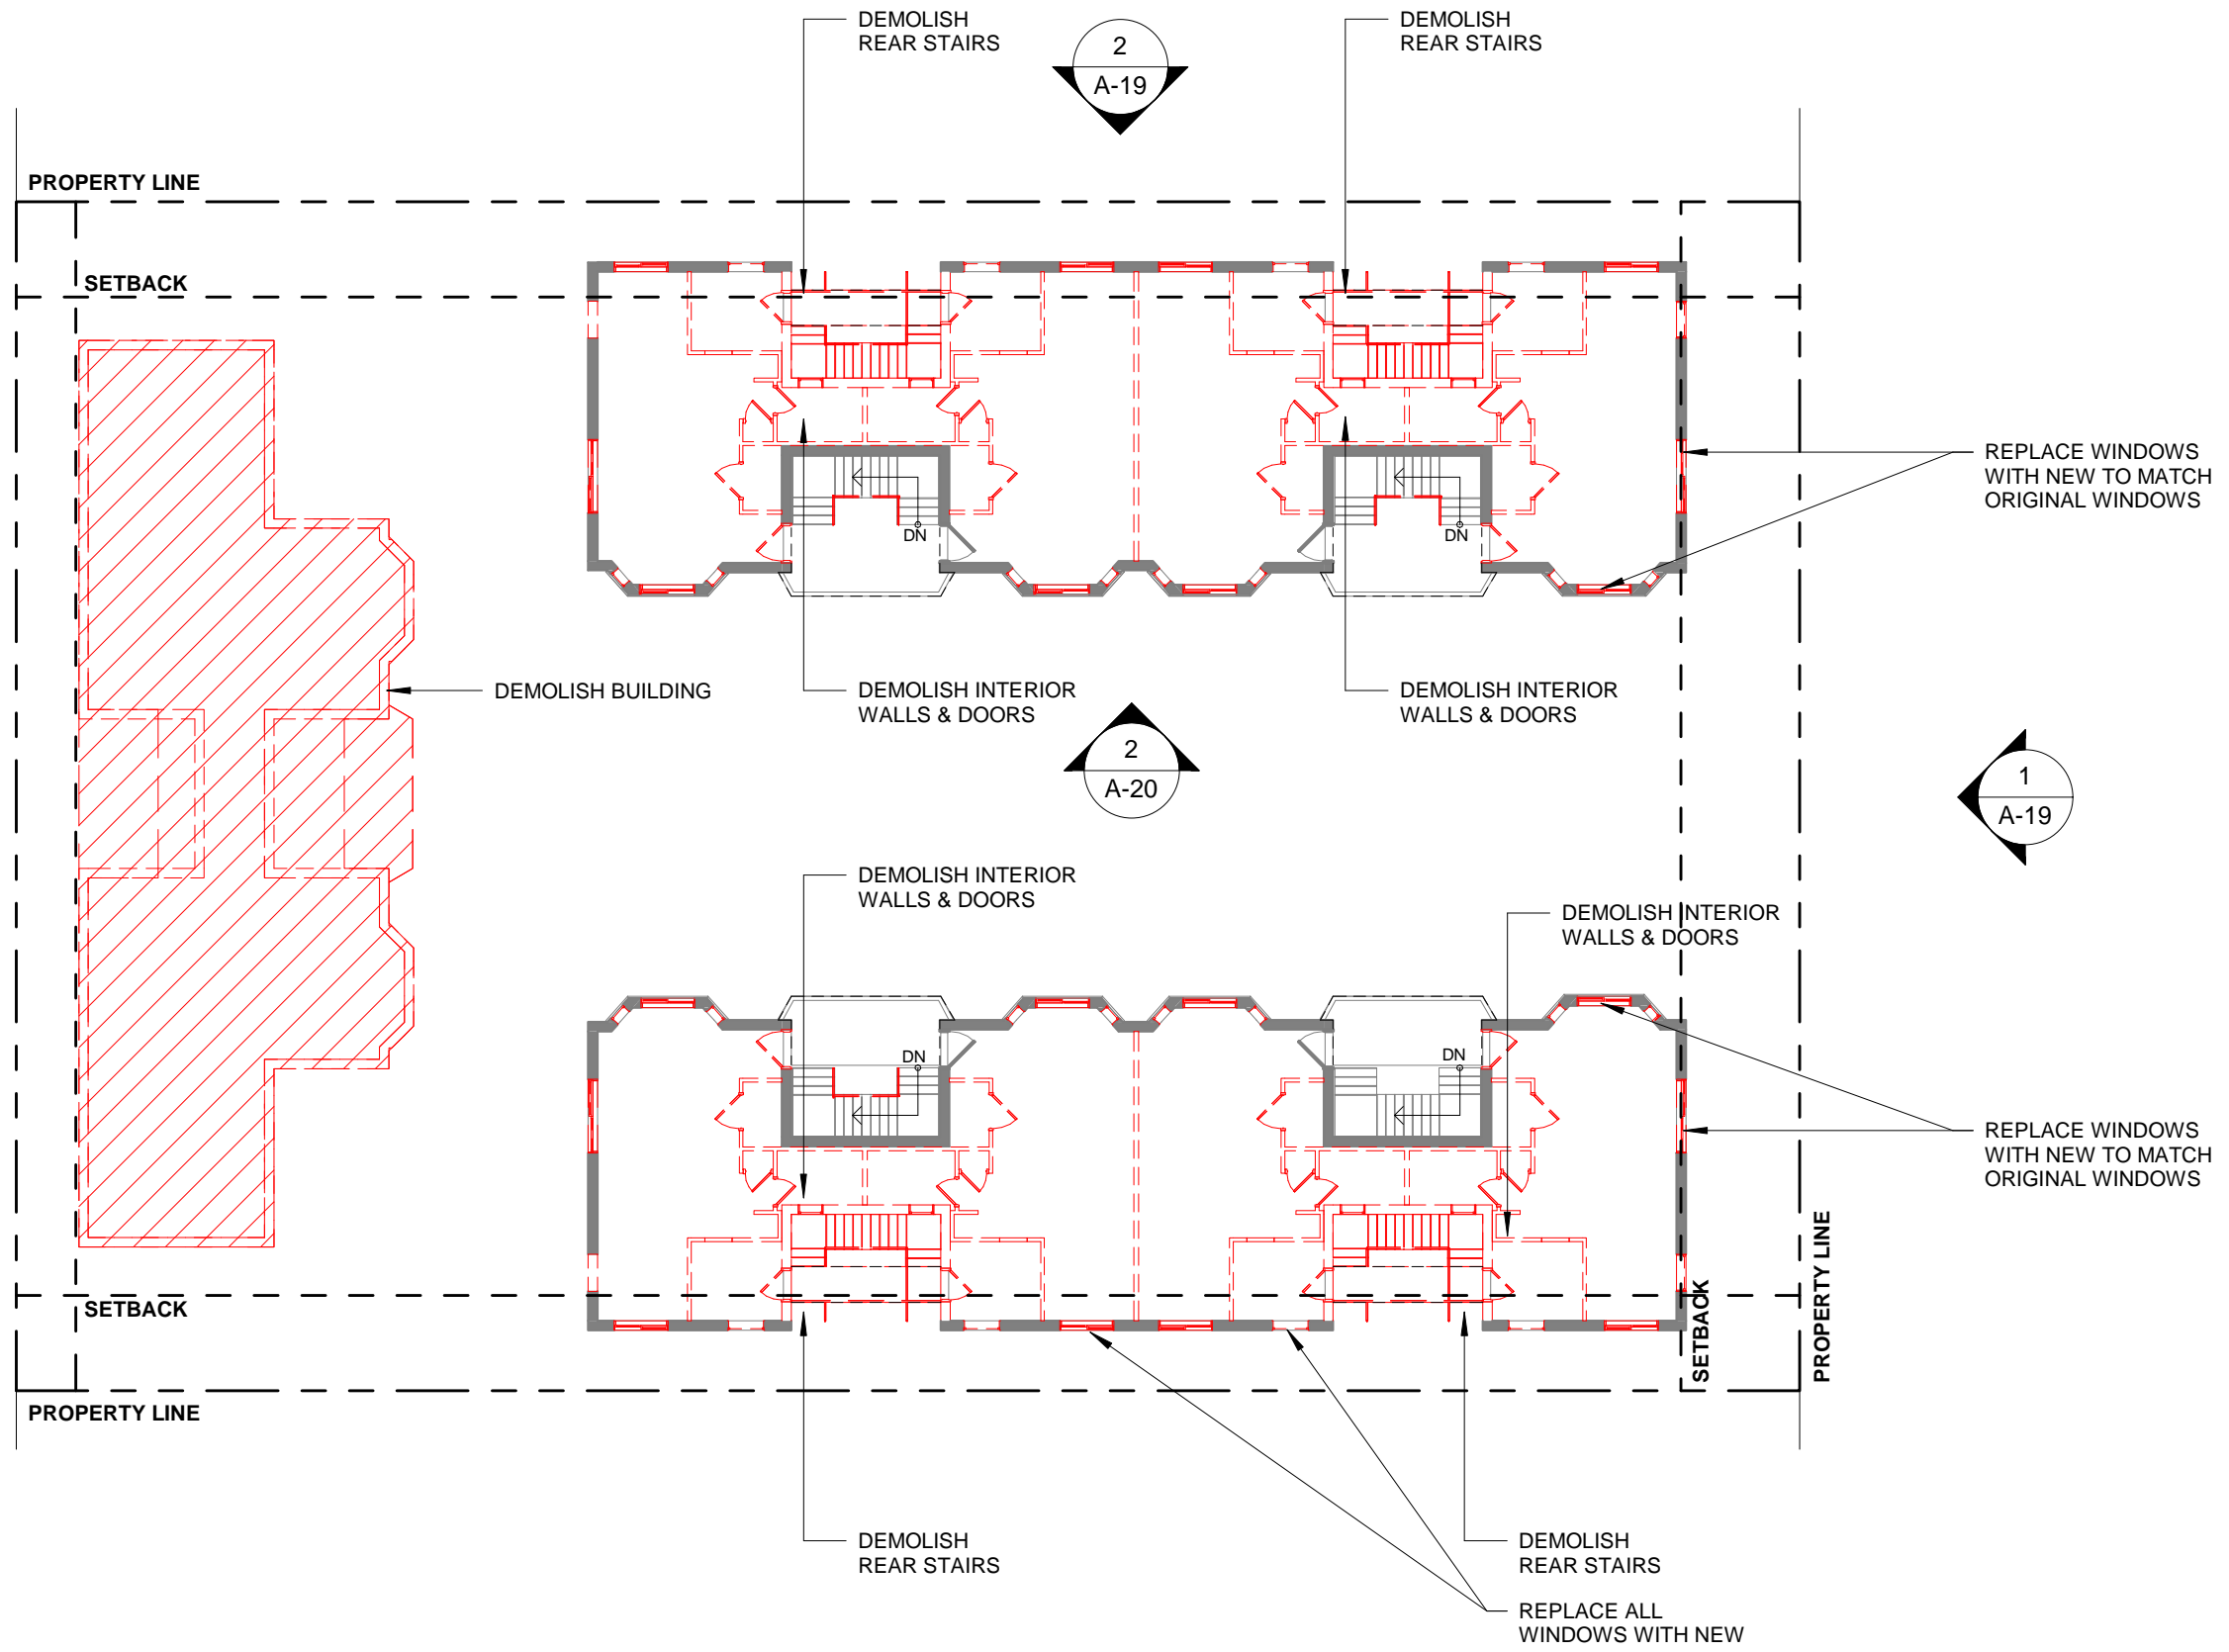 DEMOLISH
REAR STAIRS
2
A-19
DEMOLISH
REAR STAIRS
PROPERTY LINE
SETBACK
REPLACE WINDOWS
WITH NEW TO MATCH
ORIGINAL WINDOWS
DN
DN
DEMOLISH BUILDING
DEMOLISH INTERIOR
WALLS & DOORS
DEMOLISH INTERIOR
WALLS & DOORS
2
A-20
1
A-19
DEMOLISH INTERIOR
WALLS & DOORS
DEMOLISH INTERIOR
WALLS & DOORS
DN
DN
REPLACE WINDOWS
WITH NEW TO MATCH
ORIGINAL WINDOWS
SETBACK
SETBACK
PROPERTY LINE
PROPERTY LINE
DEMOLISH
REAR STAIRS
DEMOLISH
REAR STAIRS
REPLACE ALL
WINDOWS WITH NEW